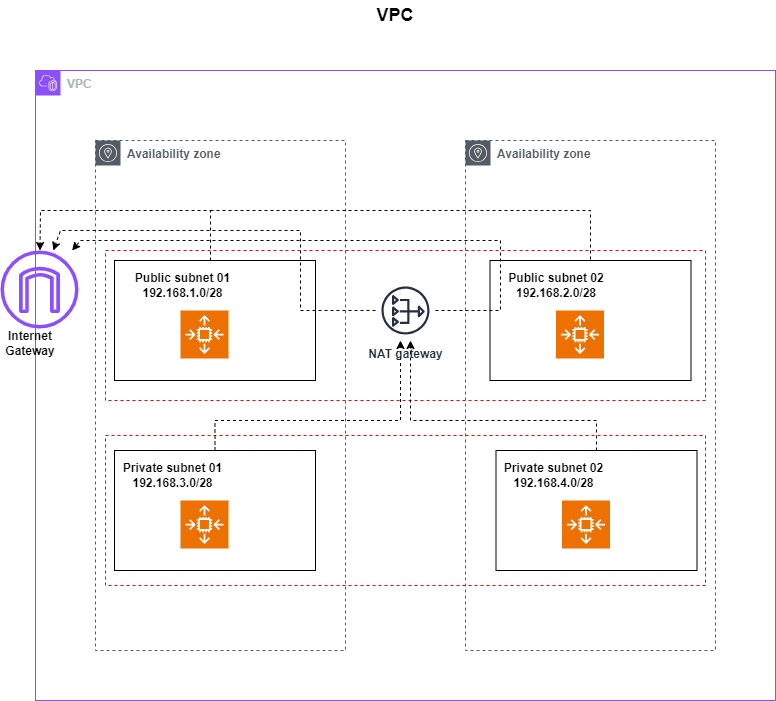 VPC
VPC
Availability zone
Availability zone
Public subnet 01
192.168.1.0/28
Public subnet 02
192.168.2.0/28
Internet
Gateway
NAT gateway
Private subnet 01
192.168.3.0/28
Private subnet 02
192.168.4.0/28